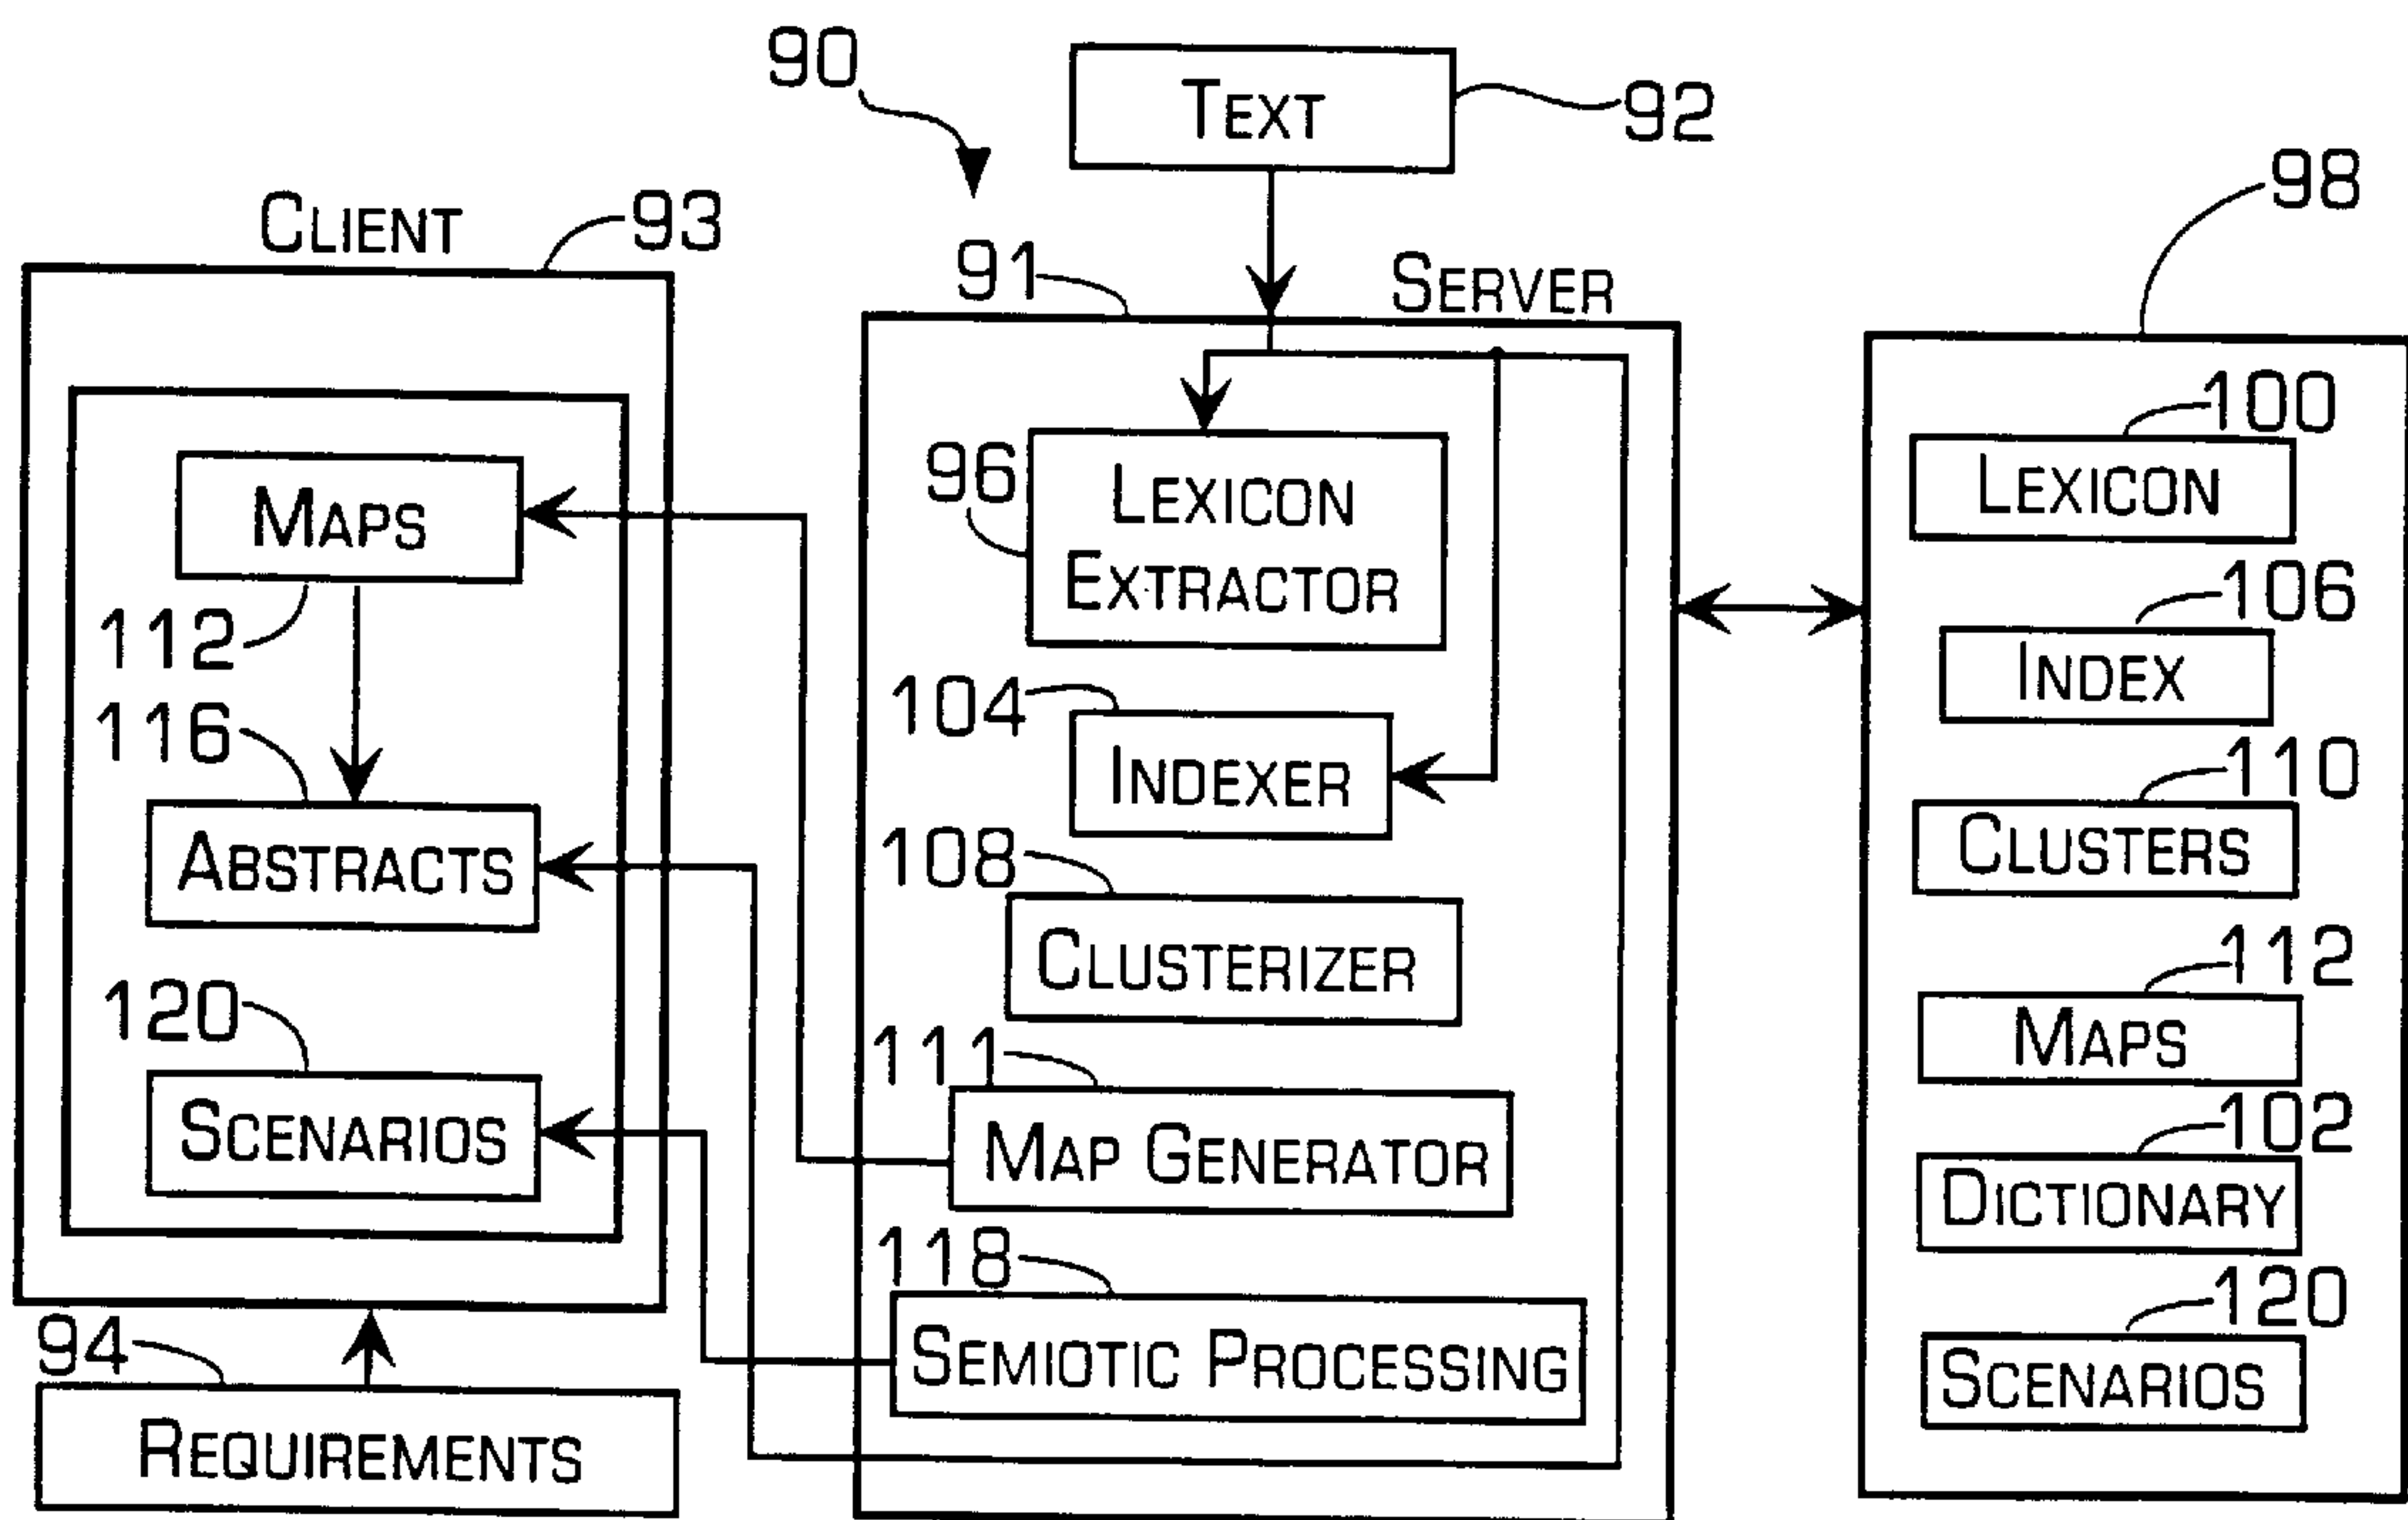 90
TEXT
92
98
CLIENT
93
91
SERVER
MAPS
112
116
ABSTRACTS
120
SCENARIOS
94
REQUIREMENTS
96
LEXICON
EXTRACTOR
104
INDEXER
108
CLUSTERIZER
111
MAP GENERATOR
118
SEMIOTIC PROCESSING
100
LEXICON
106
INDEX
110
CLUSTERS
112
MAPS
102
DICTIONARY
120
SCENARIOS